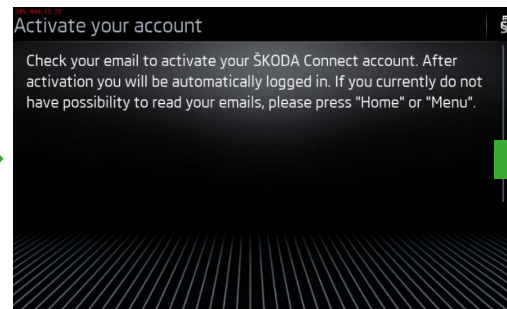 Activate your account
Check your email to activate your ŠKODA Connect account. After
activation you will be automatically logged in. If you currently do not
have possibility to read your emails, please press "Home" or "Menu".